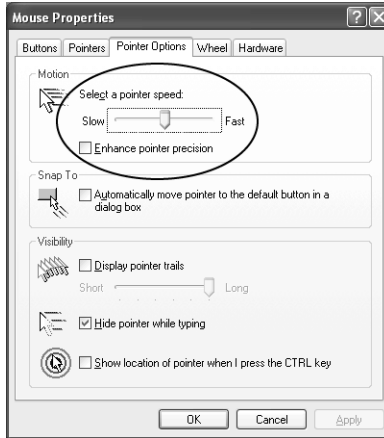 Mouse Properties
Buttons Pointers Pointer Options Wheel Hardware
Motion
Select a pointer speed:
Slow Fast
Enhance pointer precision
Snap To
Automatically move pointer to the default button in a
dialog box
Visibility
Display pointer trails
Short Long
Hide pointer while typing
Show location of pointer when I press the CTRL key
OK Cancel Apply